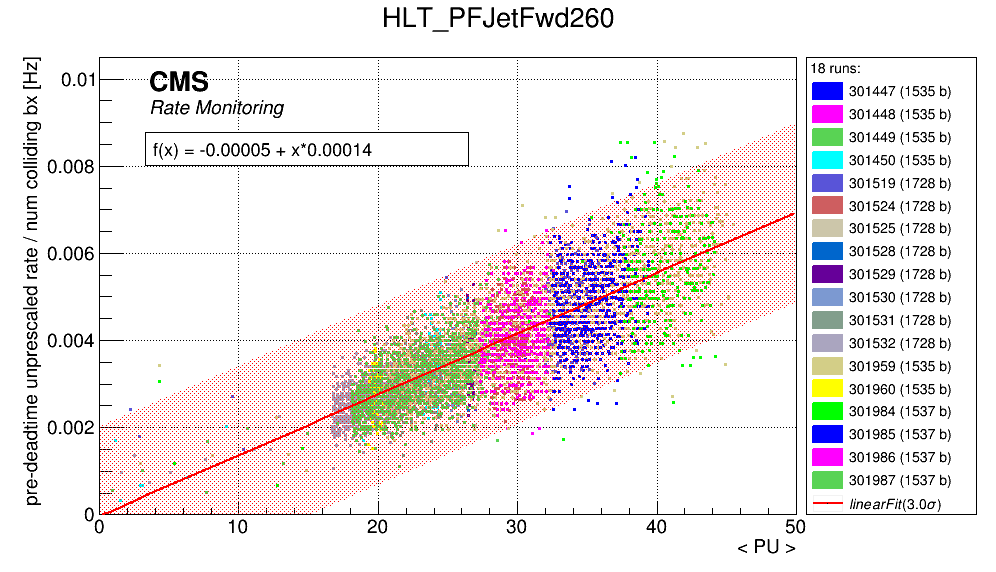 HLT_PFJetFwd260
pre-deadtime unprescaled rate / num colliding bx [Hz]
0.01
0.008
0.006
0.004
0.002
0
CMS
Rate Monitoring
f(x) = -0.00005 + x*0.00014
0 10 20 30 40 50
< PU >
18 runs:
301447 (1535 b)
301448 (1535 b)
301449 (1535 b)
301450 (1535 b)
301519 (1728 b)
301524 (1728 b)
301525 (1728 b)
301528 (1728 b)
301529 (1728 b)
301530 (1728 b)
301531 (1728 b)
301532 (1728 b)
301959 (1535 b)
301960 (1535 b)
301984 (1537 b)
301985 (1537 b)
301986 (1537 b)
301987 (1537 b)
linearFit(3.0σ)